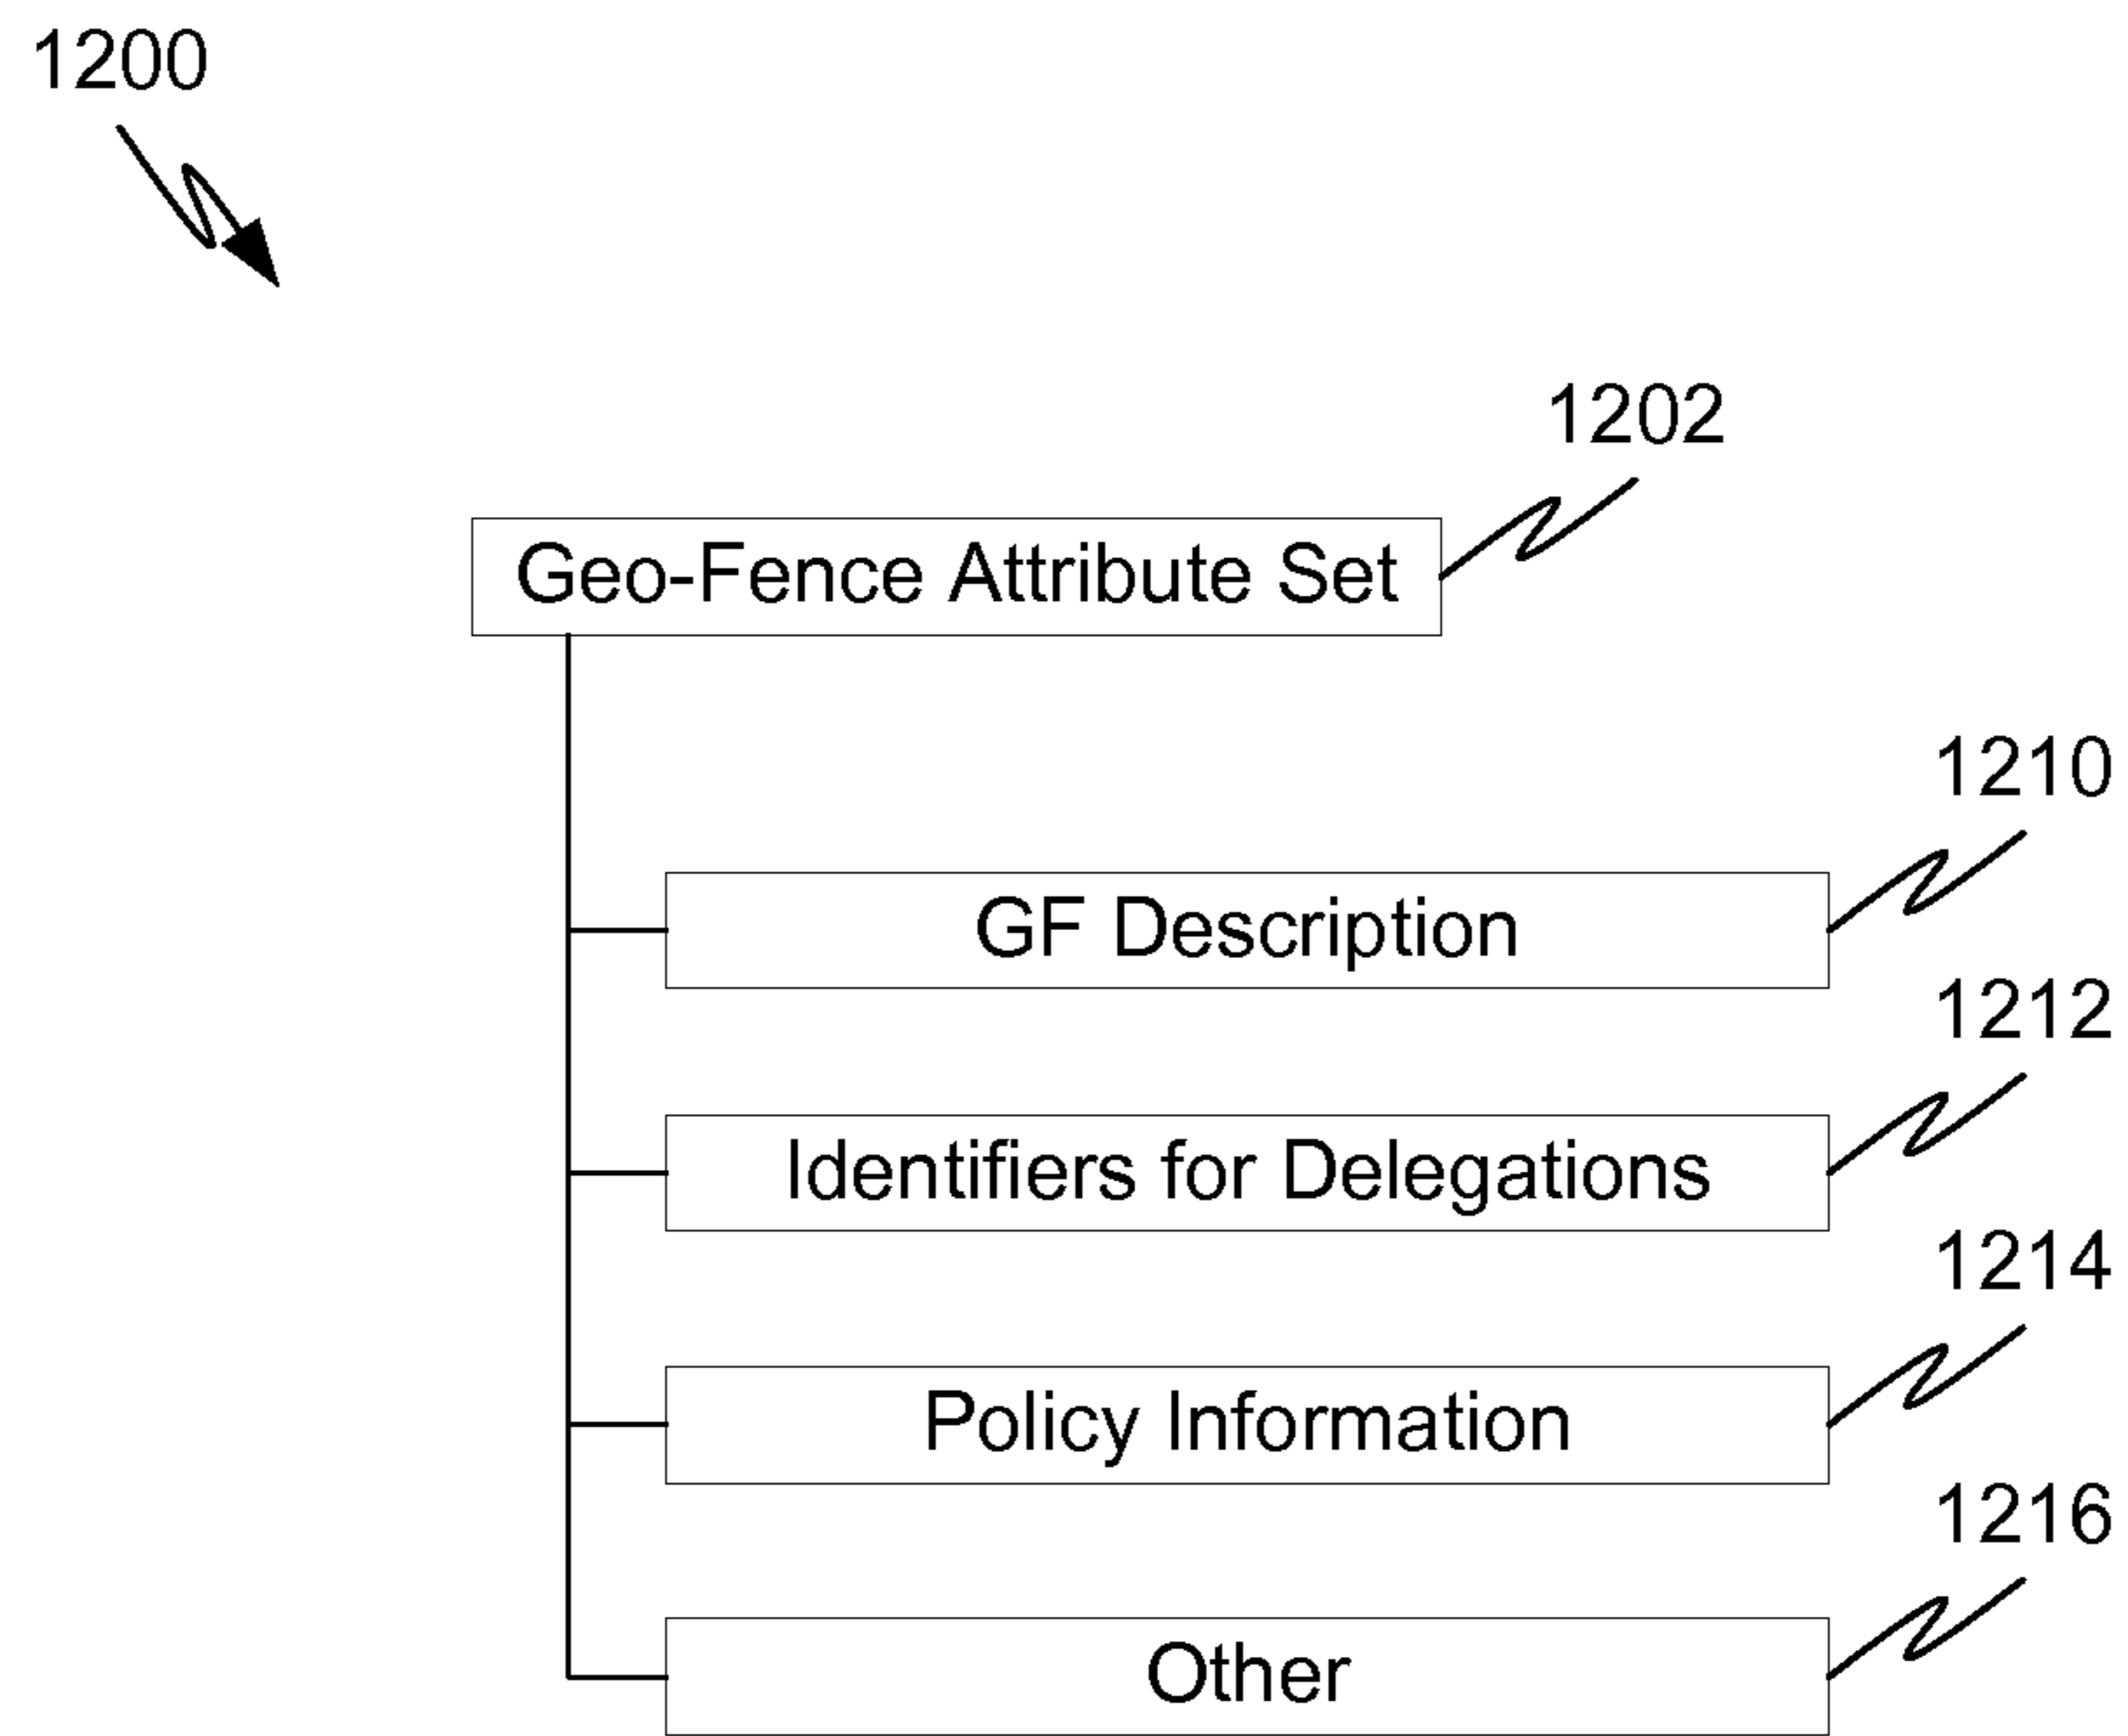 1200
1202
Geo-Fence Attribute Set
1210
GF Description
1212
Identifiers for Delegations
1214
Policy Information
1216
Other